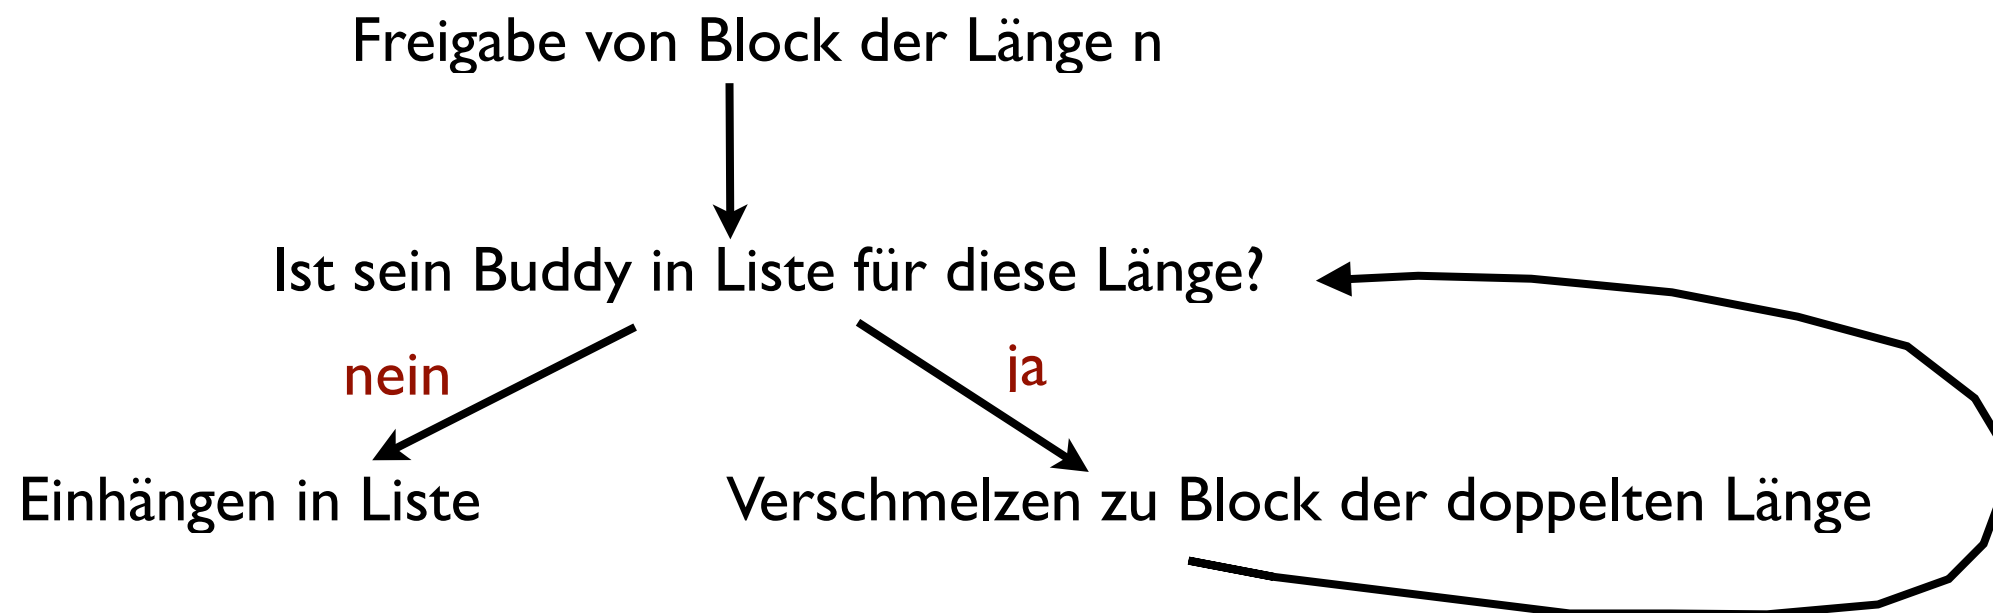 Freigabe von Block der Länge n
Ist sein Buddy in Liste für diese Länge?
nein
ja
Einhängen in Liste
Verschmelzen zu Block der doppelten Länge